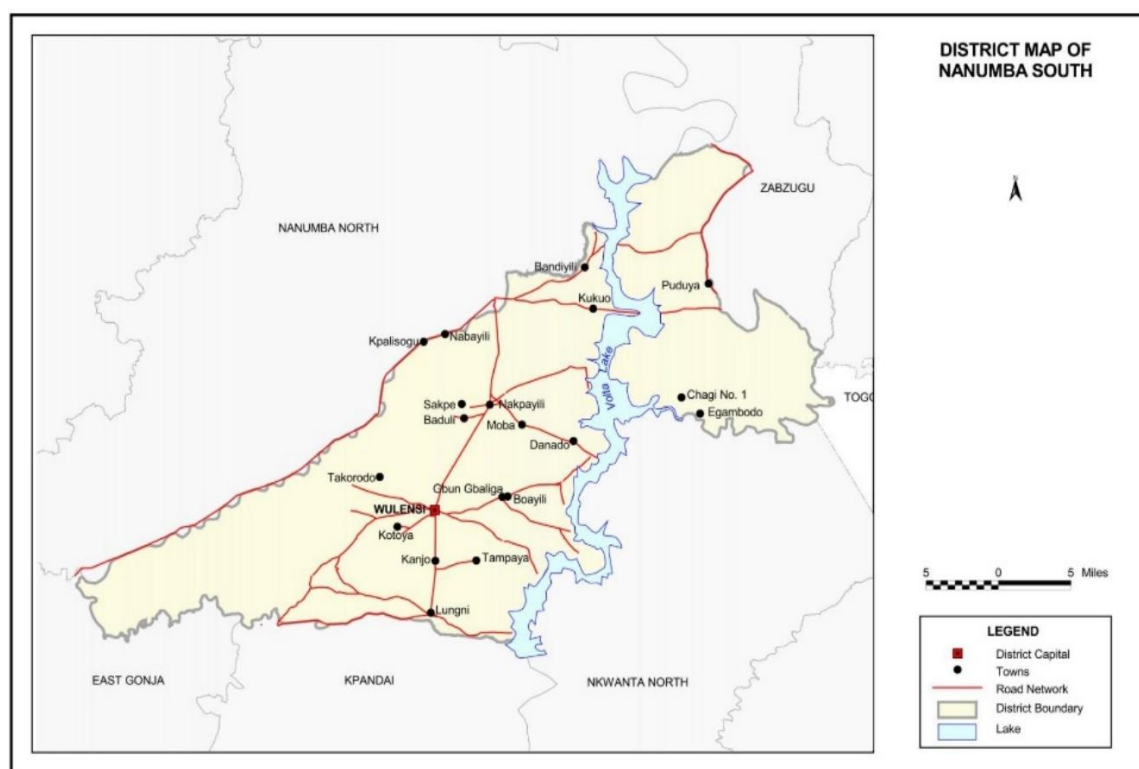 DISTRICT MAP OF
NANUMBA SOUTH
N
ZABZUGU
NANUMBA NORTH
Bandiyili
Puduya
Kukuo
Nabayili
Kpalisogu
Volta Lake
TOGO
Chagi No. 1
Sakpe
Nakpayili
Egambodo
Baduli
Moba
Danado
Takorodo
Gbun Gbaliga
Boayili
WULENSI
Kotoya
Kanjo
Tampaya
Lungni
5 0 5 Miles
LEGEND
District Capital
Towns
Road Network
District Boundary
Lake
EAST GONJA
KPANDAI
NKWANTA NORTH